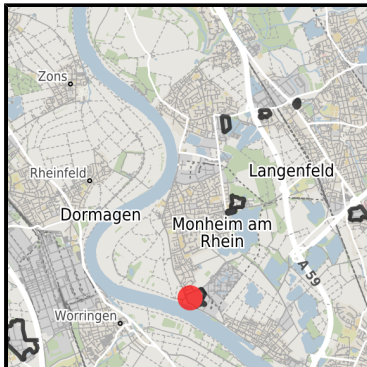 Zons
Rheinfeld
Langenfeld
Dormagen
Monheim am
Rhein
A 59
Worringen